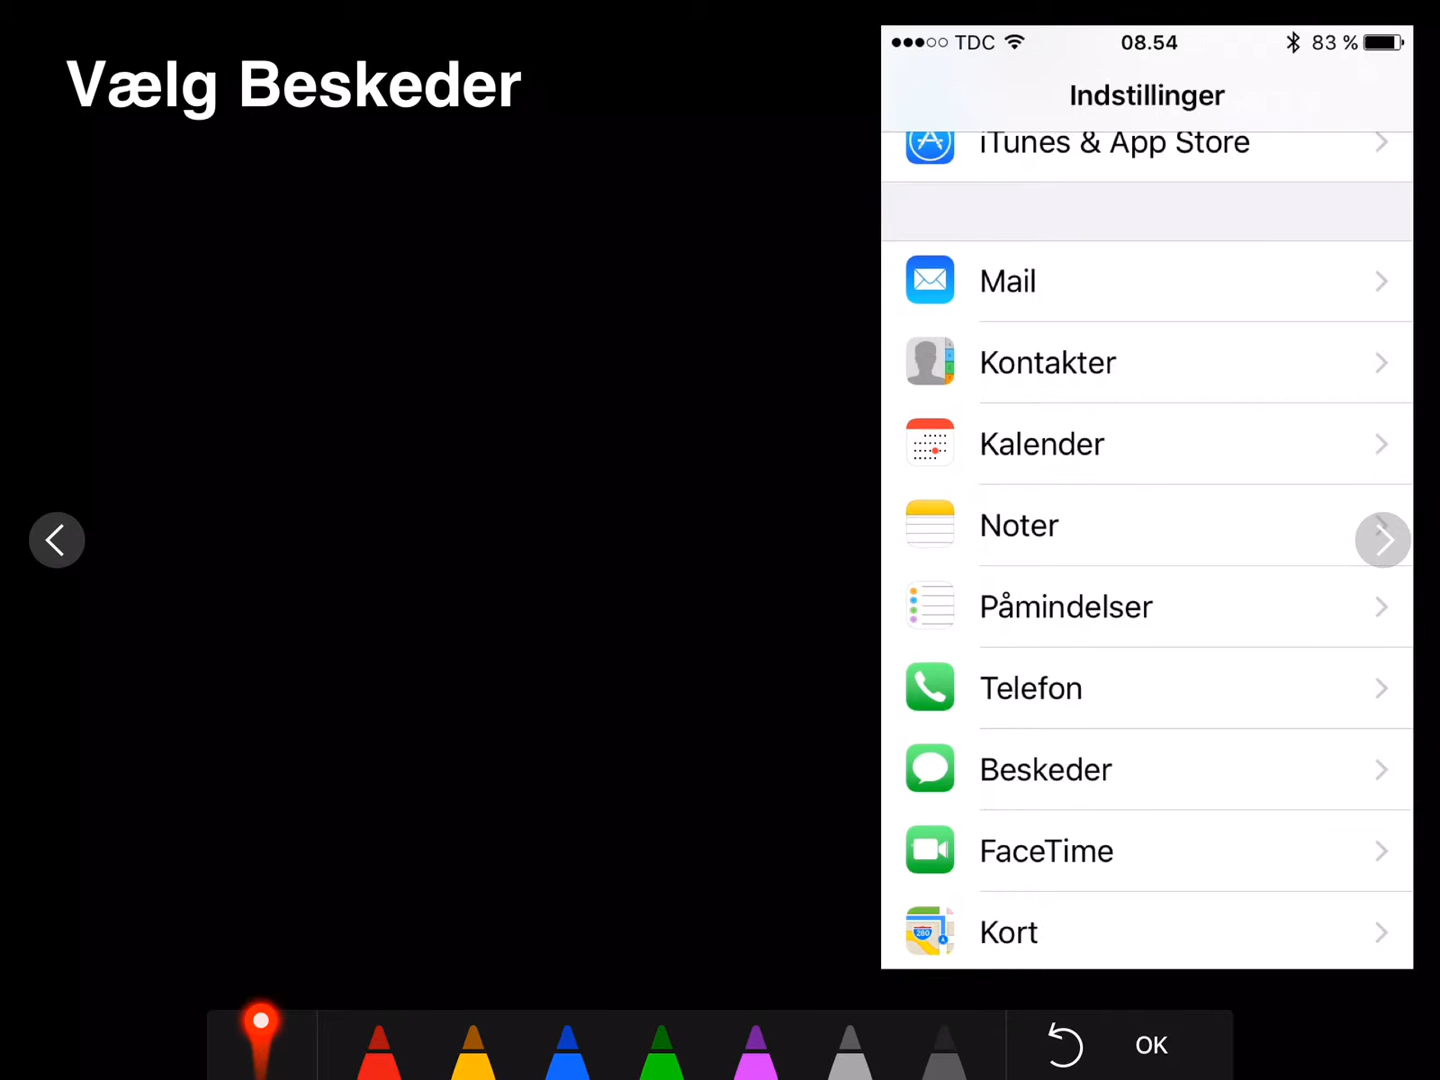 Vælg Beskeder
TDC 08.54 83 %
Indstillinger
iTunes & App Store
Mail
Kontakter
Kalender
Noter
Påmindelser
Telefon
Beskeder
FaceTime
280
Kort
OK